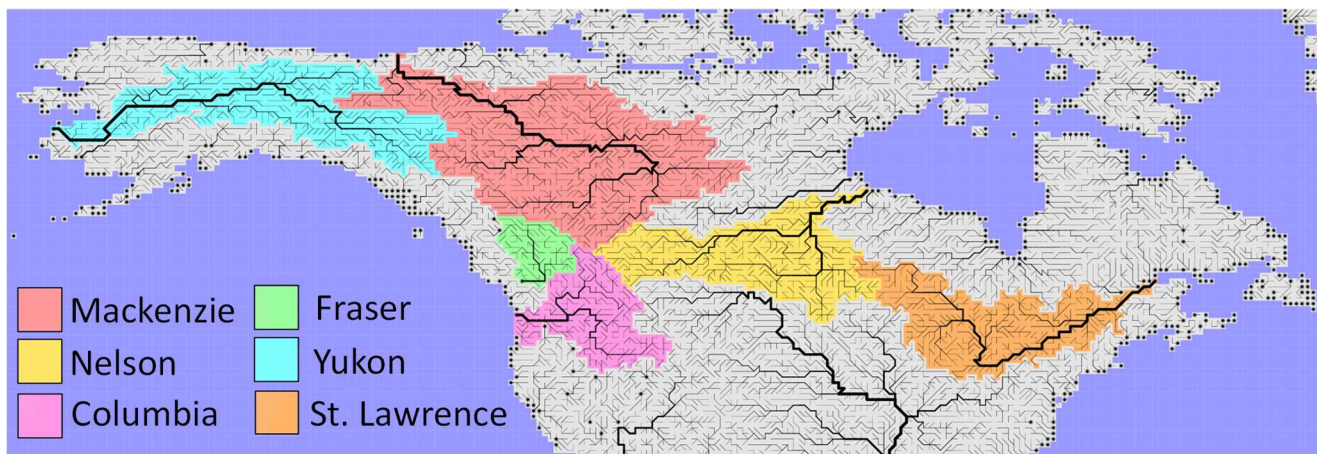 Mackenzie
Nelson
Columbia
Fraser
Yukon
St. Lawrence